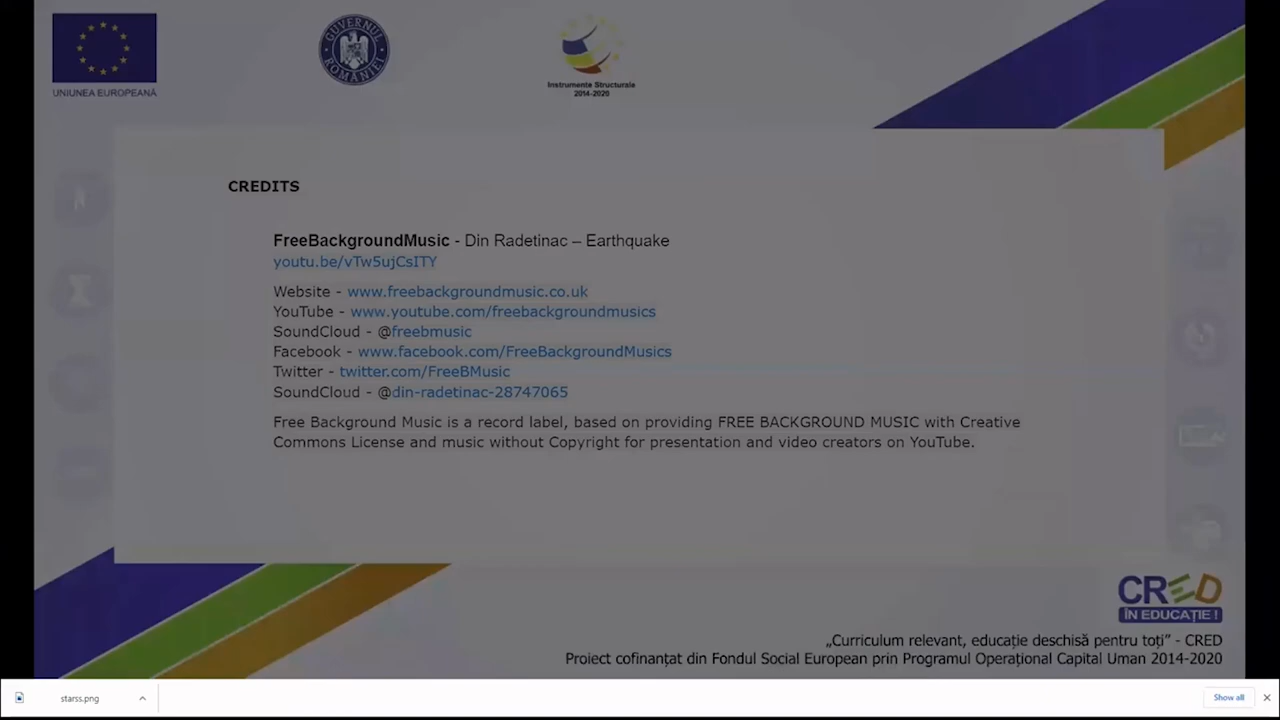 UNIUNEA EUROPEANĂ
GUVERNUL ROMÂNIEI
Instrumente Structurale
2014-2020
CREDITS
FreeBackgroundMusic - Din Radetinac – Earthquake
youtu.be/vTw5ujCsITY
Website - www.freebackgroundmusic.co.uk
YouTube - www.youtube.com/freebackgroundmusics
SoundCloud - @freebmusic
Facebook - www.facebook.com/FreeBackgroundMusics
Twitter - twitter.com/FreeBMusic
SoundCloud - @din-radetinac-28747065
Free Background Music is a record label, based on providing FREE BACKGROUND MUSIC with Creative
Commons License and music without Copyright for presentation and video creators on YouTube.
CRED
ÎN EDUCAȚIE !
„Curriculum relevant, educație deschisă pentru toți” - CRED
Proiect cofinanțat din Fondul Social European prin Programul Operațional Capital Uman 2014-2020
starss.png
Show all